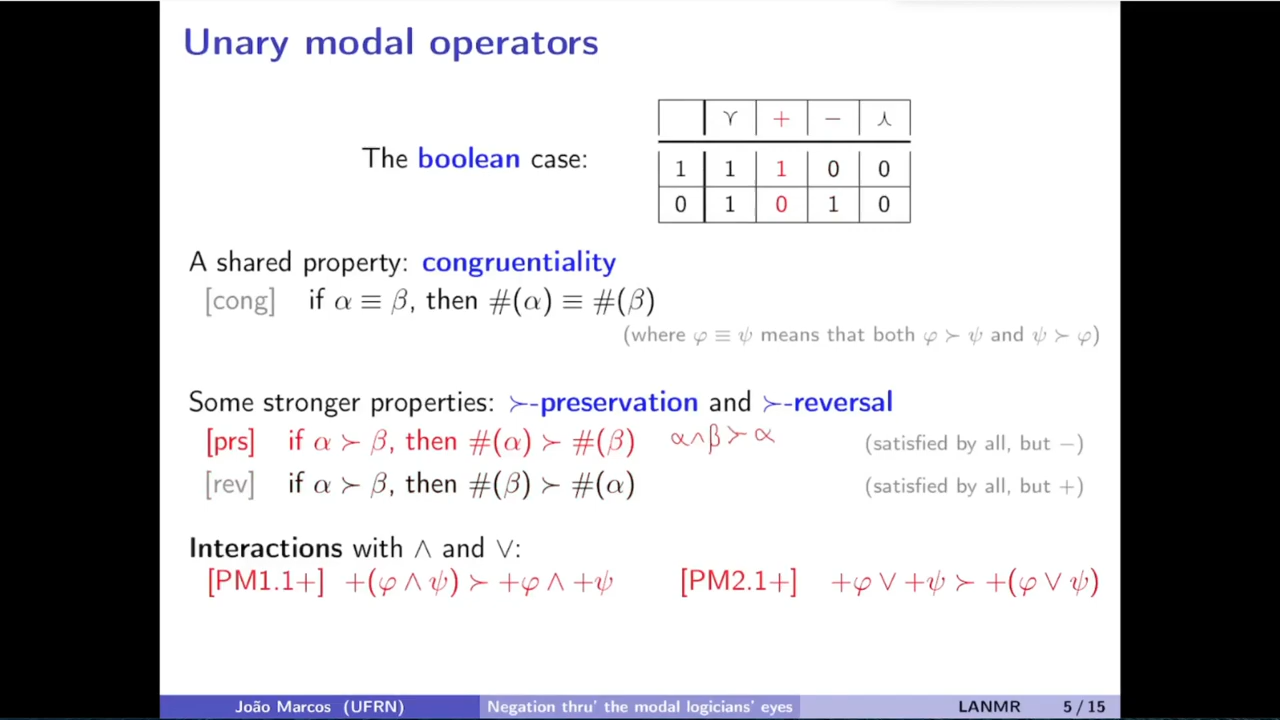 Unary modal operators
⋎ + − ⋏
The boolean case:
1 1 1 0 0
0 1 0 1 0
A shared property: congruentiality
[cong] if α ≡ β, then #(α) ≡ #(β)
(where φ ≡ ψ means that both φ ≻ ψ and ψ ≻ φ)
Some stronger properties: ≻-preservation and ≻-reversal
[prs] if α ≻ β, then #(α) ≻ #(β) α∧β≻α (satisfied by all, but −)
[rev] if α ≻ β, then #(β) ≻ #(α) (satisfied by all, but +)
Interactions with ∧ and ∨:
[PM1.1+] +(φ ∧ ψ) ≻ +φ ∧ +ψ [PM2.1+] +φ ∨ +ψ ≻ +(φ ∨ ψ)
João Marcos (UFRN) Negation thru' the modal logicians' eyes LANMR 5 / 15